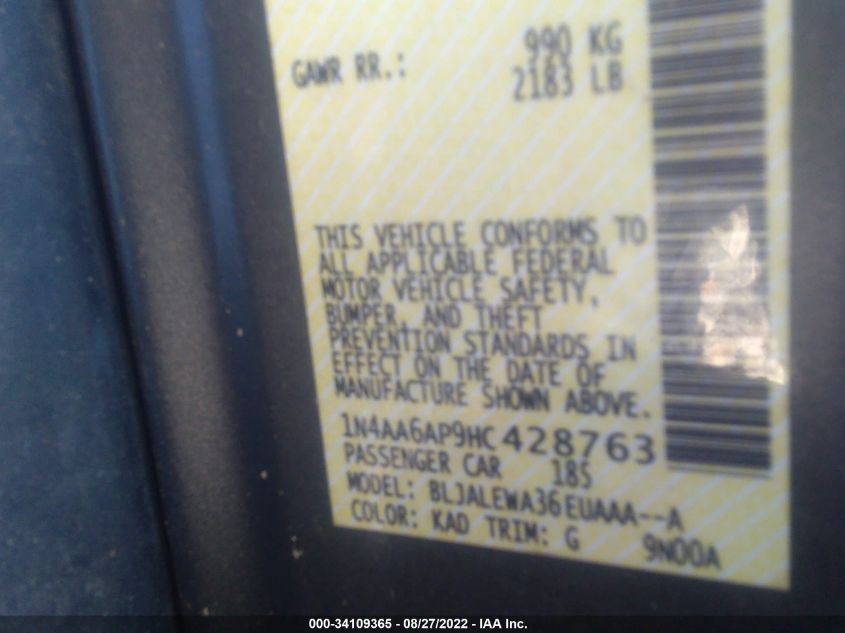 990 KG
GAWR RR.: 2183 LB
THIS VEHICLE CONFORMS TO
ALL APPLICABLE FEDERAL
MOTOR VEHICLE SAFETY,
BUMPER, AND THEFT
PREVENTION STANDARDS IN
EFFECT ON THE DATE OF
MANUFACTURE SHOWN ABOVE.
1N4AA6AP9HC428763
PASSENGER CAR 185
MODEL: BLJALEWA36EUAAA--A
COLOR: KAD TRIM: G 9N00A
000-34109365 - 08/27/2022 - IAA Inc.